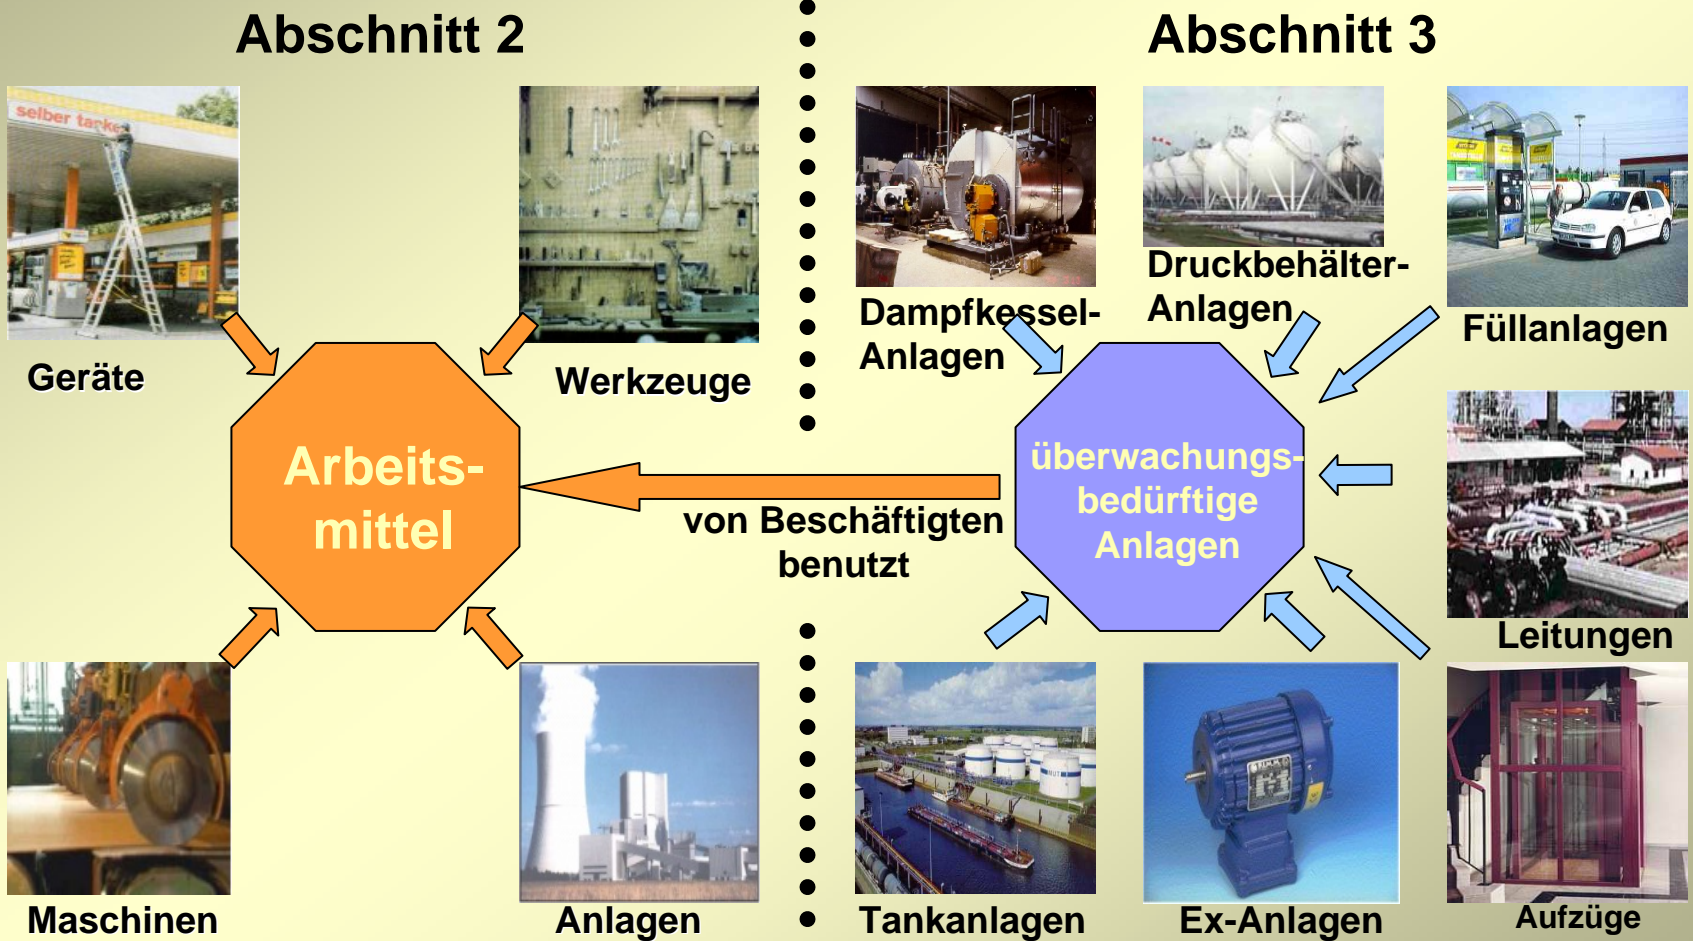 Abschnitt 2
Abschnitt 3
selber tanke
Geräte
Werkzeuge
Dampfkessel-
Anlagen
Druckbehälter-
Anlagen
Füllanlagen
Arbeits-
mittel
von Beschäftigten
benutzt
überwachungs-
bedürftige
Anlagen
Leitungen
Maschinen
Anlagen
Tankanlagen
Ex-Anlagen
Aufzüge